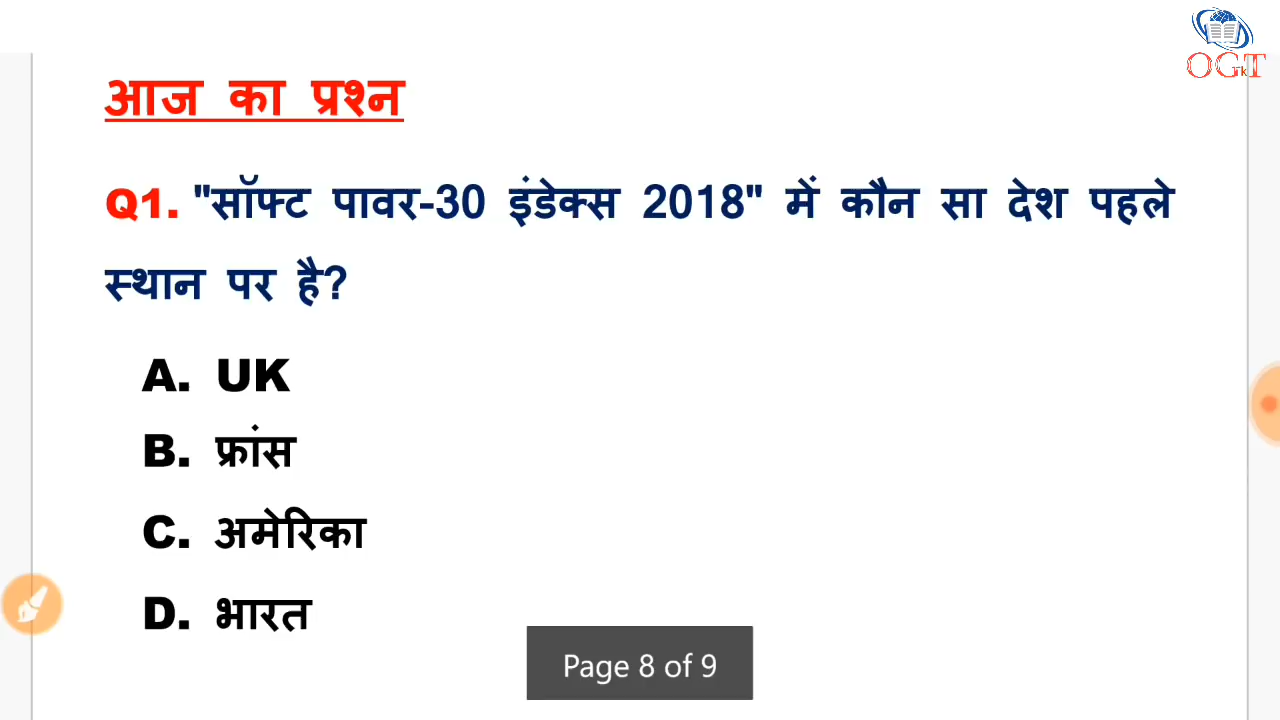 OGT
आज का प्रश्न
Q1. "सॉफ्ट पावर-30 इंडेक्स 2018" में कौन सा देश पहले
स्थान पर है?
A. UK
B. फ्रांस
C. अमेरिका
D. भारत
Page 8 of 9